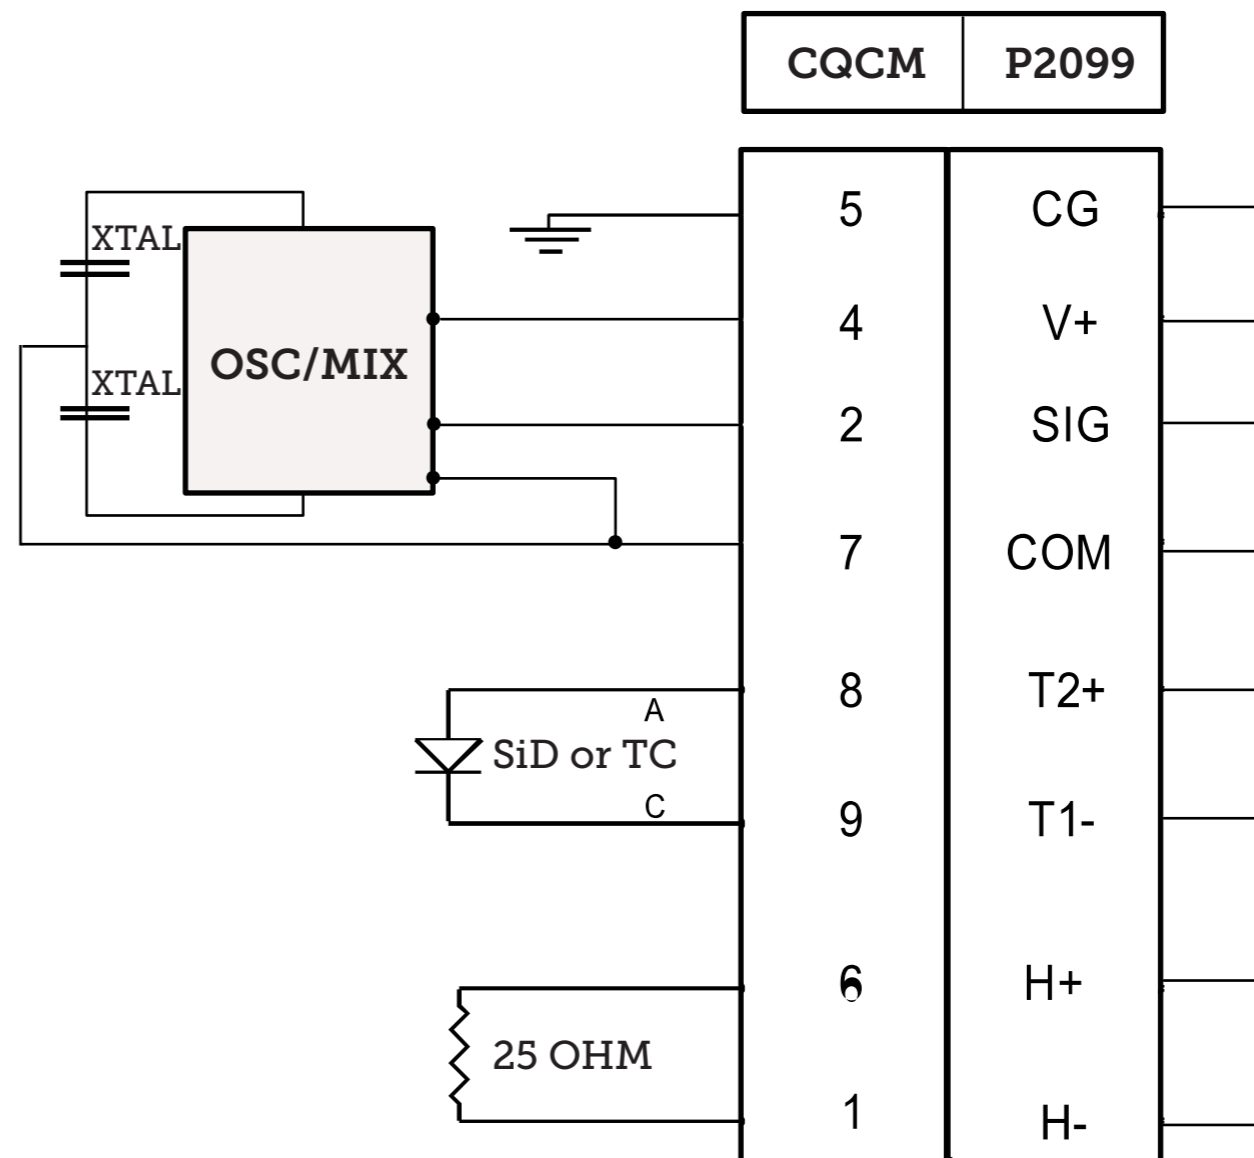 CQCM P2099
5 CG
XTAL
4 V+
OSC/MIX
XTAL
2 SIG
7 COM
8 T2+
A
SiD or TC
C
9 T1-
6 H+
25 OHM
1 H-